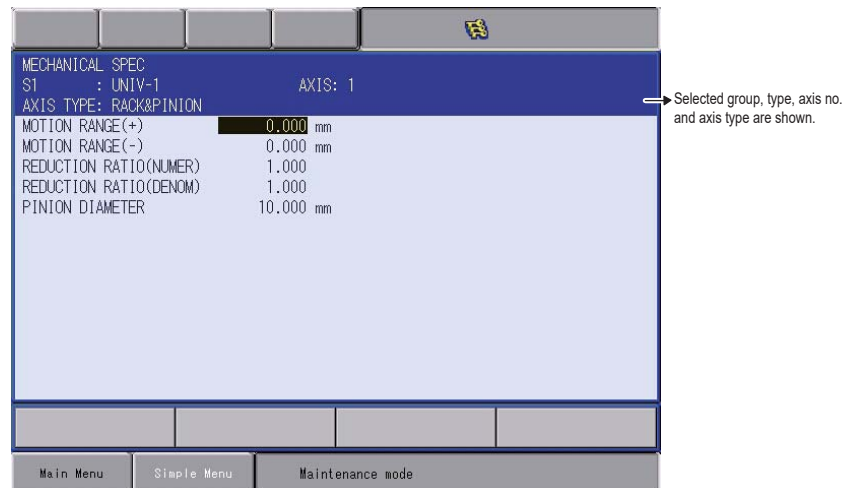 MECHANICAL SPEC
S1 : UNIV-1 AXIS: 1
AXIS TYPE: RACK&PINION
MOTION RANGE(+) 0.000 mm
MOTION RANGE(-) 0.000 mm
REDUCTION RATIO(NUMER) 1.000
REDUCTION RATIO(DENOM) 1.000
PINION DIAMETER 10.000 mm
Selected group, type, axis no.
and axis type are shown.
Main Menu Simple Menu Maintenance mode